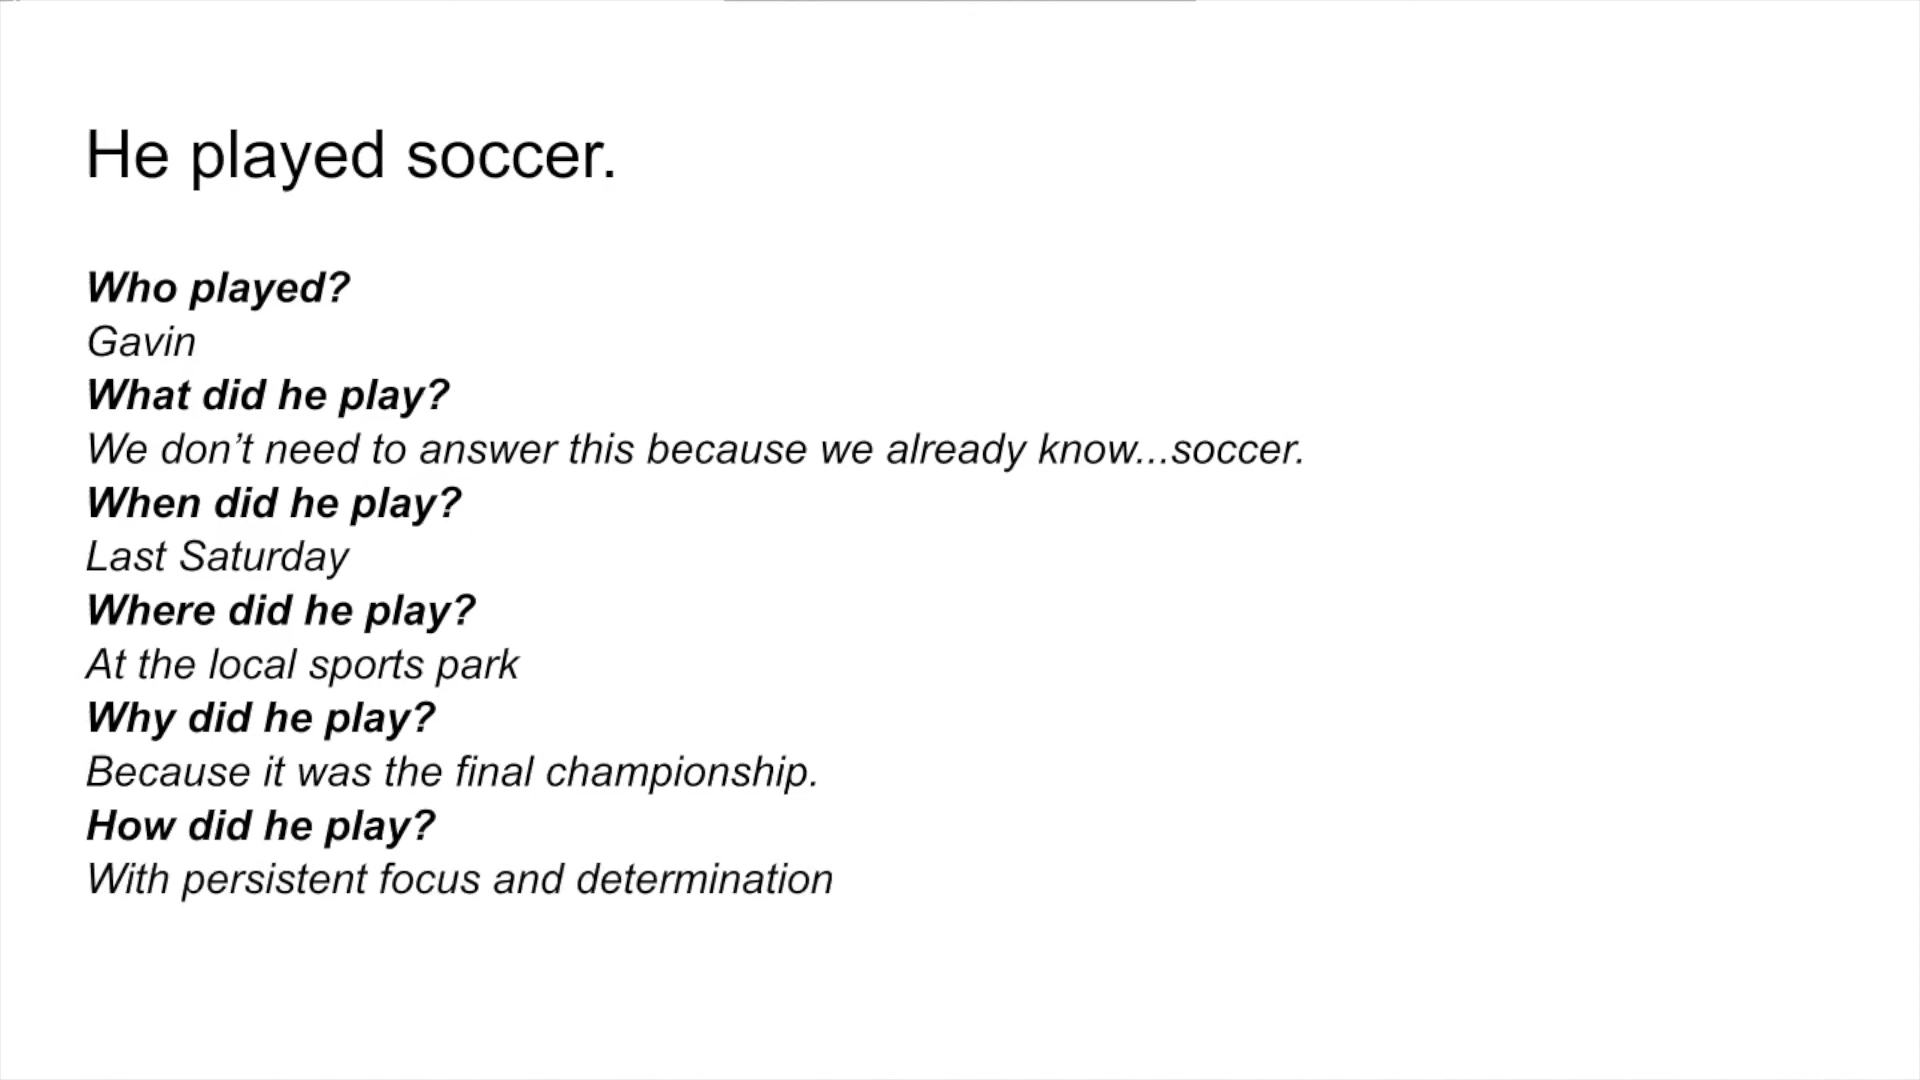 He played soccer.
Who played?
Gavin
What did he play?
We don’t need to answer this because we already know...soccer.
When did he play?
Last Saturday
Where did he play?
At the local sports park
Why did he play?
Because it was the final championship.
How did he play?
With persistent focus and determination